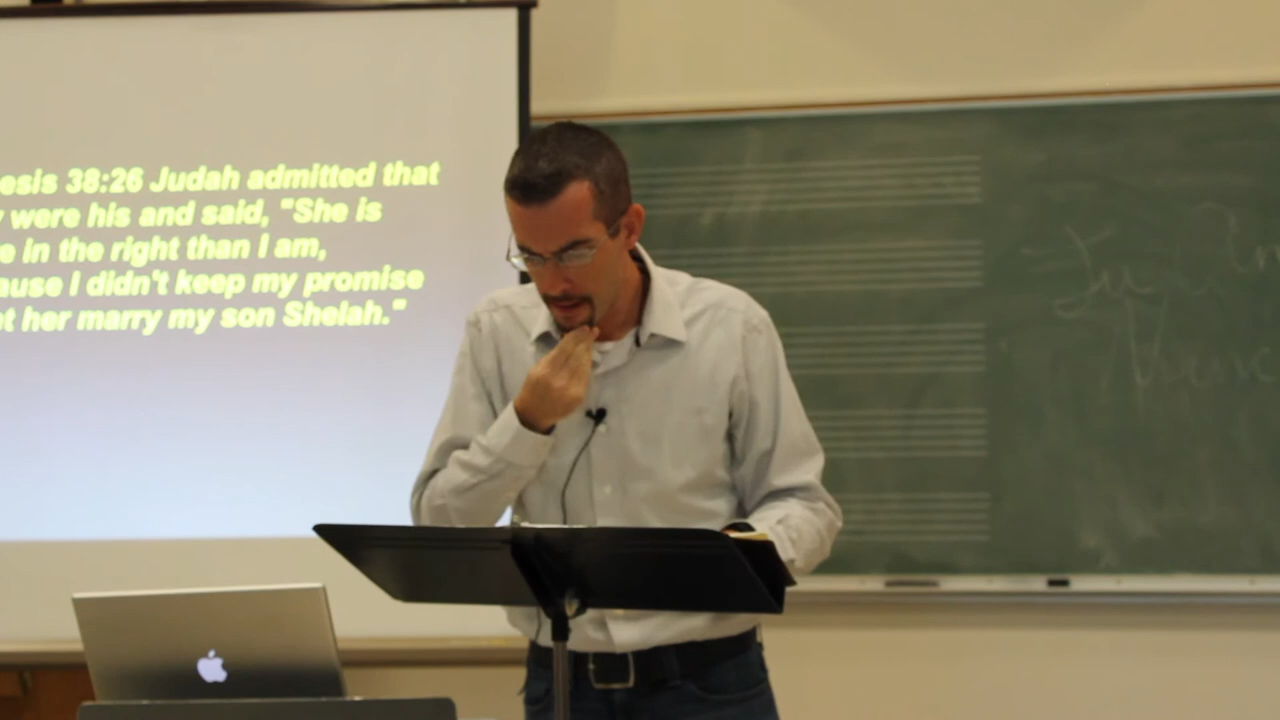 esis 38:26 Judah admitted that
were his and said, "She is
e in the right than I am,
ause I didn't keep my promise
et her marry my son Shelah."